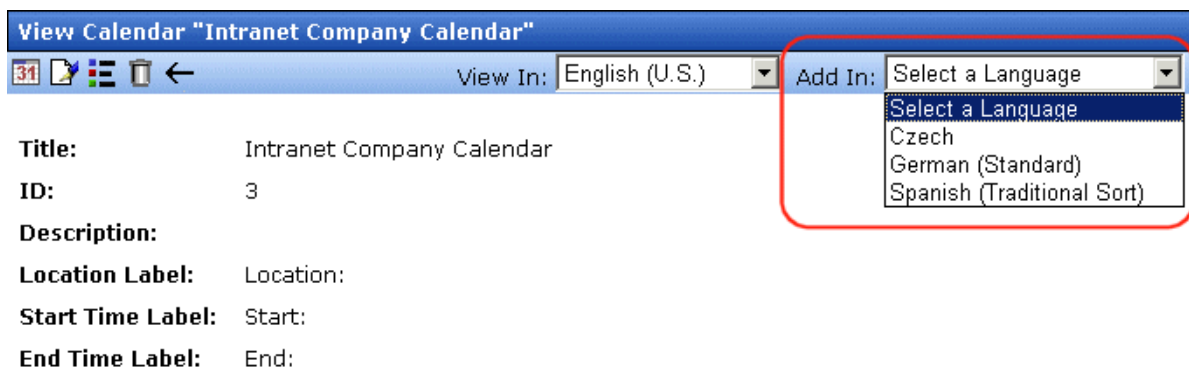 View Calendar "Intranet Company Calendar"
31 View In: English (U.S.) Add In: Select a Language
Select a Language
Czech
German (Standard)
Spanish (Traditional Sort)
Title: Intranet Company Calendar
ID: 3
Description:
Location Label: Location:
Start Time Label: Start:
End Time Label: End: